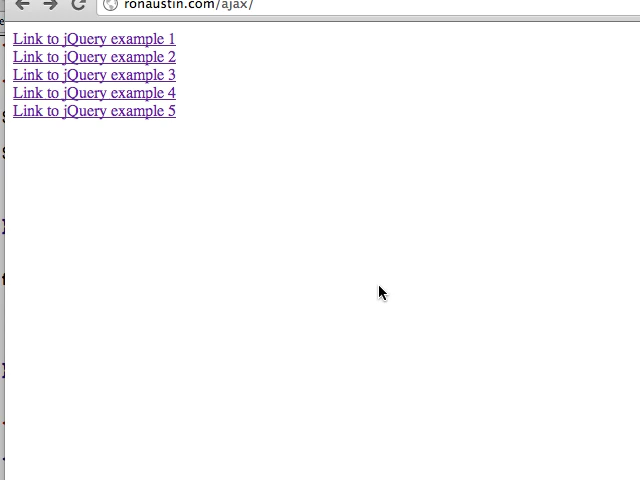 ronaustin.com/ajax/
Link to jQuery example 1
Link to jQuery example 2
Link to jQuery example 3
Link to jQuery example 4
Link to jQuery example 5